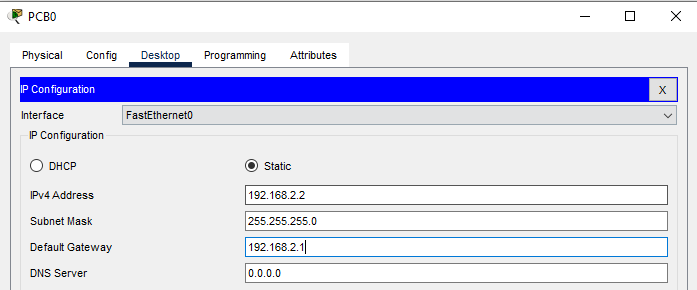 PCB0
Physical Config Desktop Programming Attributes
IP Configuration X
Interface FastEthernet0
IP Configuration
DHCP Static
IPv4 Address 192.168.2.2
Subnet Mask 255.255.255.0
Default Gateway 192.168.2.1
DNS Server 0.0.0.0